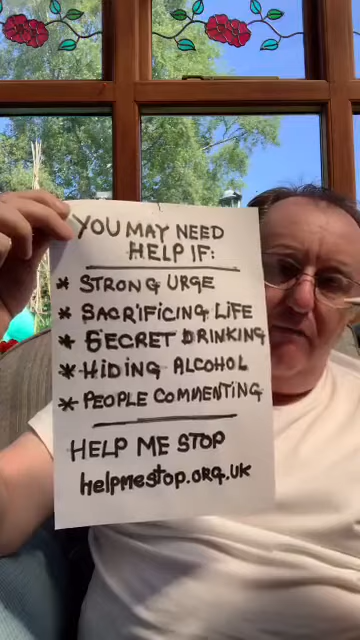 YOU MAY NEED
HELP IF:
* STRONG URGE
* SACRIFICING LIFE
* SECRET DRINKING
* HIDING ALCOHOL
* PEOPLE COMMENTING
HELP ME STOP
helpmestop.org.uk